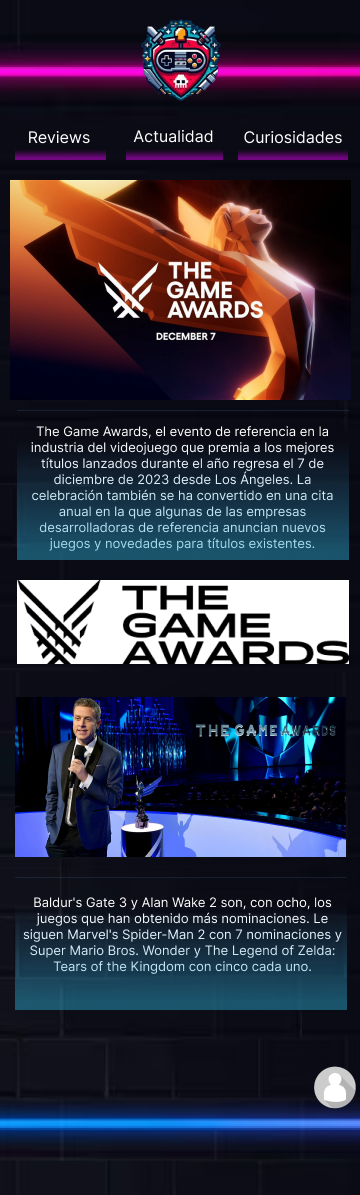 Reviews
Actualidad
Curiosidades
THE
GAME
AWARDS
DECEMBER 7
The Game Awards, el evento de referencia en la
industria del videojuego que premia a los mejores
títulos lanzados durante el año regresa el 7 de
diciembre de 2023 desde Los Ángeles. La
celebración también se ha convertido en una cita
anual en la que algunas de las empresas
desarrolladoras de referencia anuncian nuevos
juegos y novedades para títulos existentes.
THE
GAME
AWARDS
THE GAME AWARDS
Baldur's Gate 3 y Alan Wake 2 son, con ocho, los
juegos que han obtenido más nominaciones. Le
siguen Marvel's Spider-Man 2 con 7 nominaciones y
Super Mario Bros. Wonder y The Legend of Zelda:
Tears of the Kingdom con cinco cada uno.